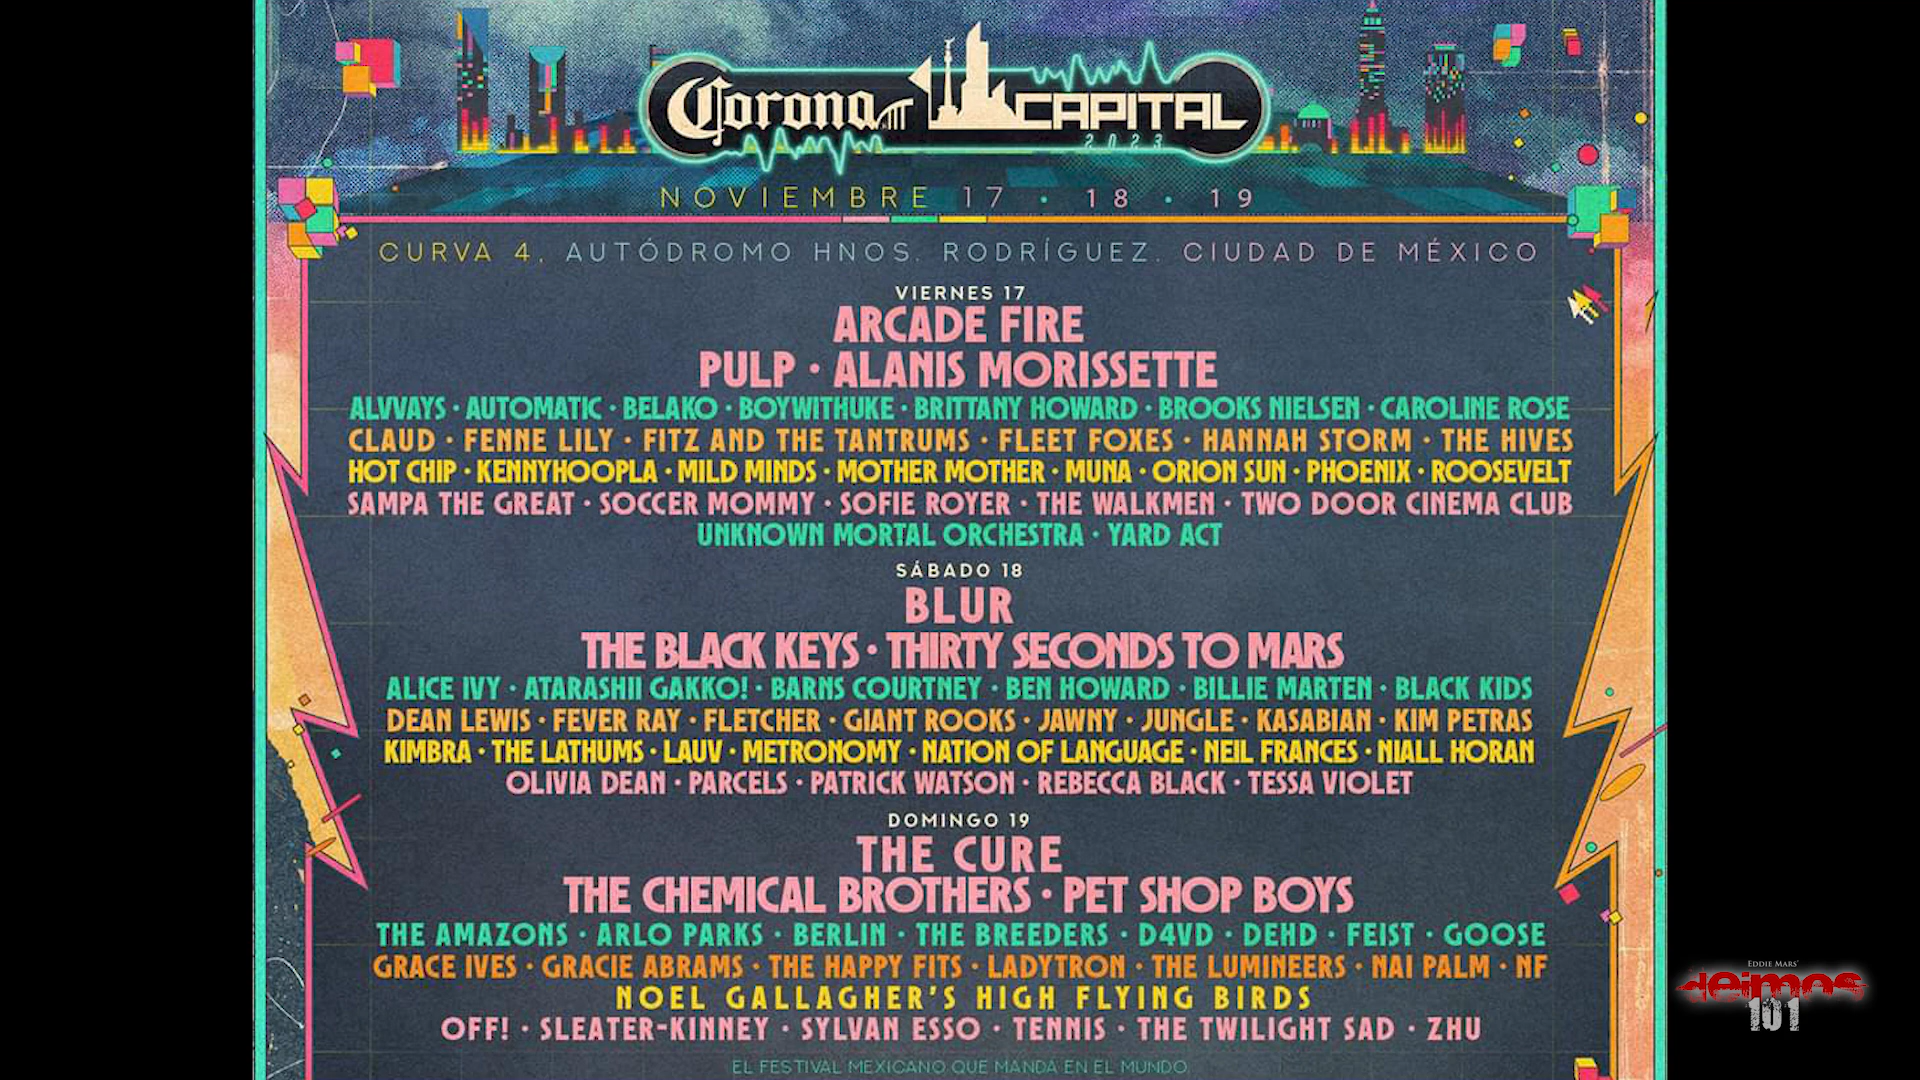 Corona CAPITAL
2023
NOVIEMBRE 17 · 18 · 19
CURVA 4, AUTÓDROMO HNOS. RODRÍGUEZ. CIUDAD DE MÉXICO
VIERNES 17
ARCADE FIRE
PULP · ALANIS MORISSETTE
ALVVAYS · AUTOMATIC · BELAKO · BOYWITHUKE · BRITTANY HOWARD · BROOKS NIELSEN · CAROLINE ROSE
CLAUD · FENNE LILY · FITZ AND THE TANTRUMS · FLEET FOXES · HANNAH STORM · THE HIVES
HOT CHIP · KENNYHOOPLA · MILD MINDS · MOTHER MOTHER · MUNA · ORION SUN · PHOENIX · ROOSEVELT
SAMPA THE GREAT · SOCCER MOMMY · SOFIE ROYER · THE WALKMEN · TWO DOOR CINEMA CLUB
UNKNOWN MORTAL ORCHESTRA · YARD ACT
SÁBADO 18
BLUR
THE BLACK KEYS · THIRTY SECONDS TO MARS
ALICE IVY · ATARASHII GAKKO! · BARNS COURTNEY · BEN HOWARD · BILLIE MARTEN · BLACK KIDS
DEAN LEWIS · FEVER RAY · FLETCHER · GIANT ROOKS · JAWNY · JUNGLE · KASABIAN · KIM PETRAS
KIMBRA · THE LATHUMS · LAUV · METRONOMY · NATION OF LANGUAGE · NEIL FRANCES · NIALL HORAN
OLIVIA DEAN · PARCELS · PATRICK WATSON · REBECCA BLACK · TESSA VIOLET
DOMINGO 19
THE CURE
THE CHEMICAL BROTHERS · PET SHOP BOYS
THE AMAZONS · ARLO PARKS · BERLIN · THE BREEDERS · D4VD · DEHD · FEIST · GOOSE
GRACE IVES · GRACIE ABRAMS · THE HAPPY FITS · LADYTRON · THE LUMINEERS · NAI PALM · NF
NOEL GALLAGHER'S HIGH FLYING BIRDS
OFF! · SLEATER-KINNEY · SYLVAN ESSO · TENNIS · THE TWILIGHT SAD · ZHU
EL FESTIVAL MEXICANO QUE MANDA EN EL MUNDO.
EDDIE MARS'
deimos
101